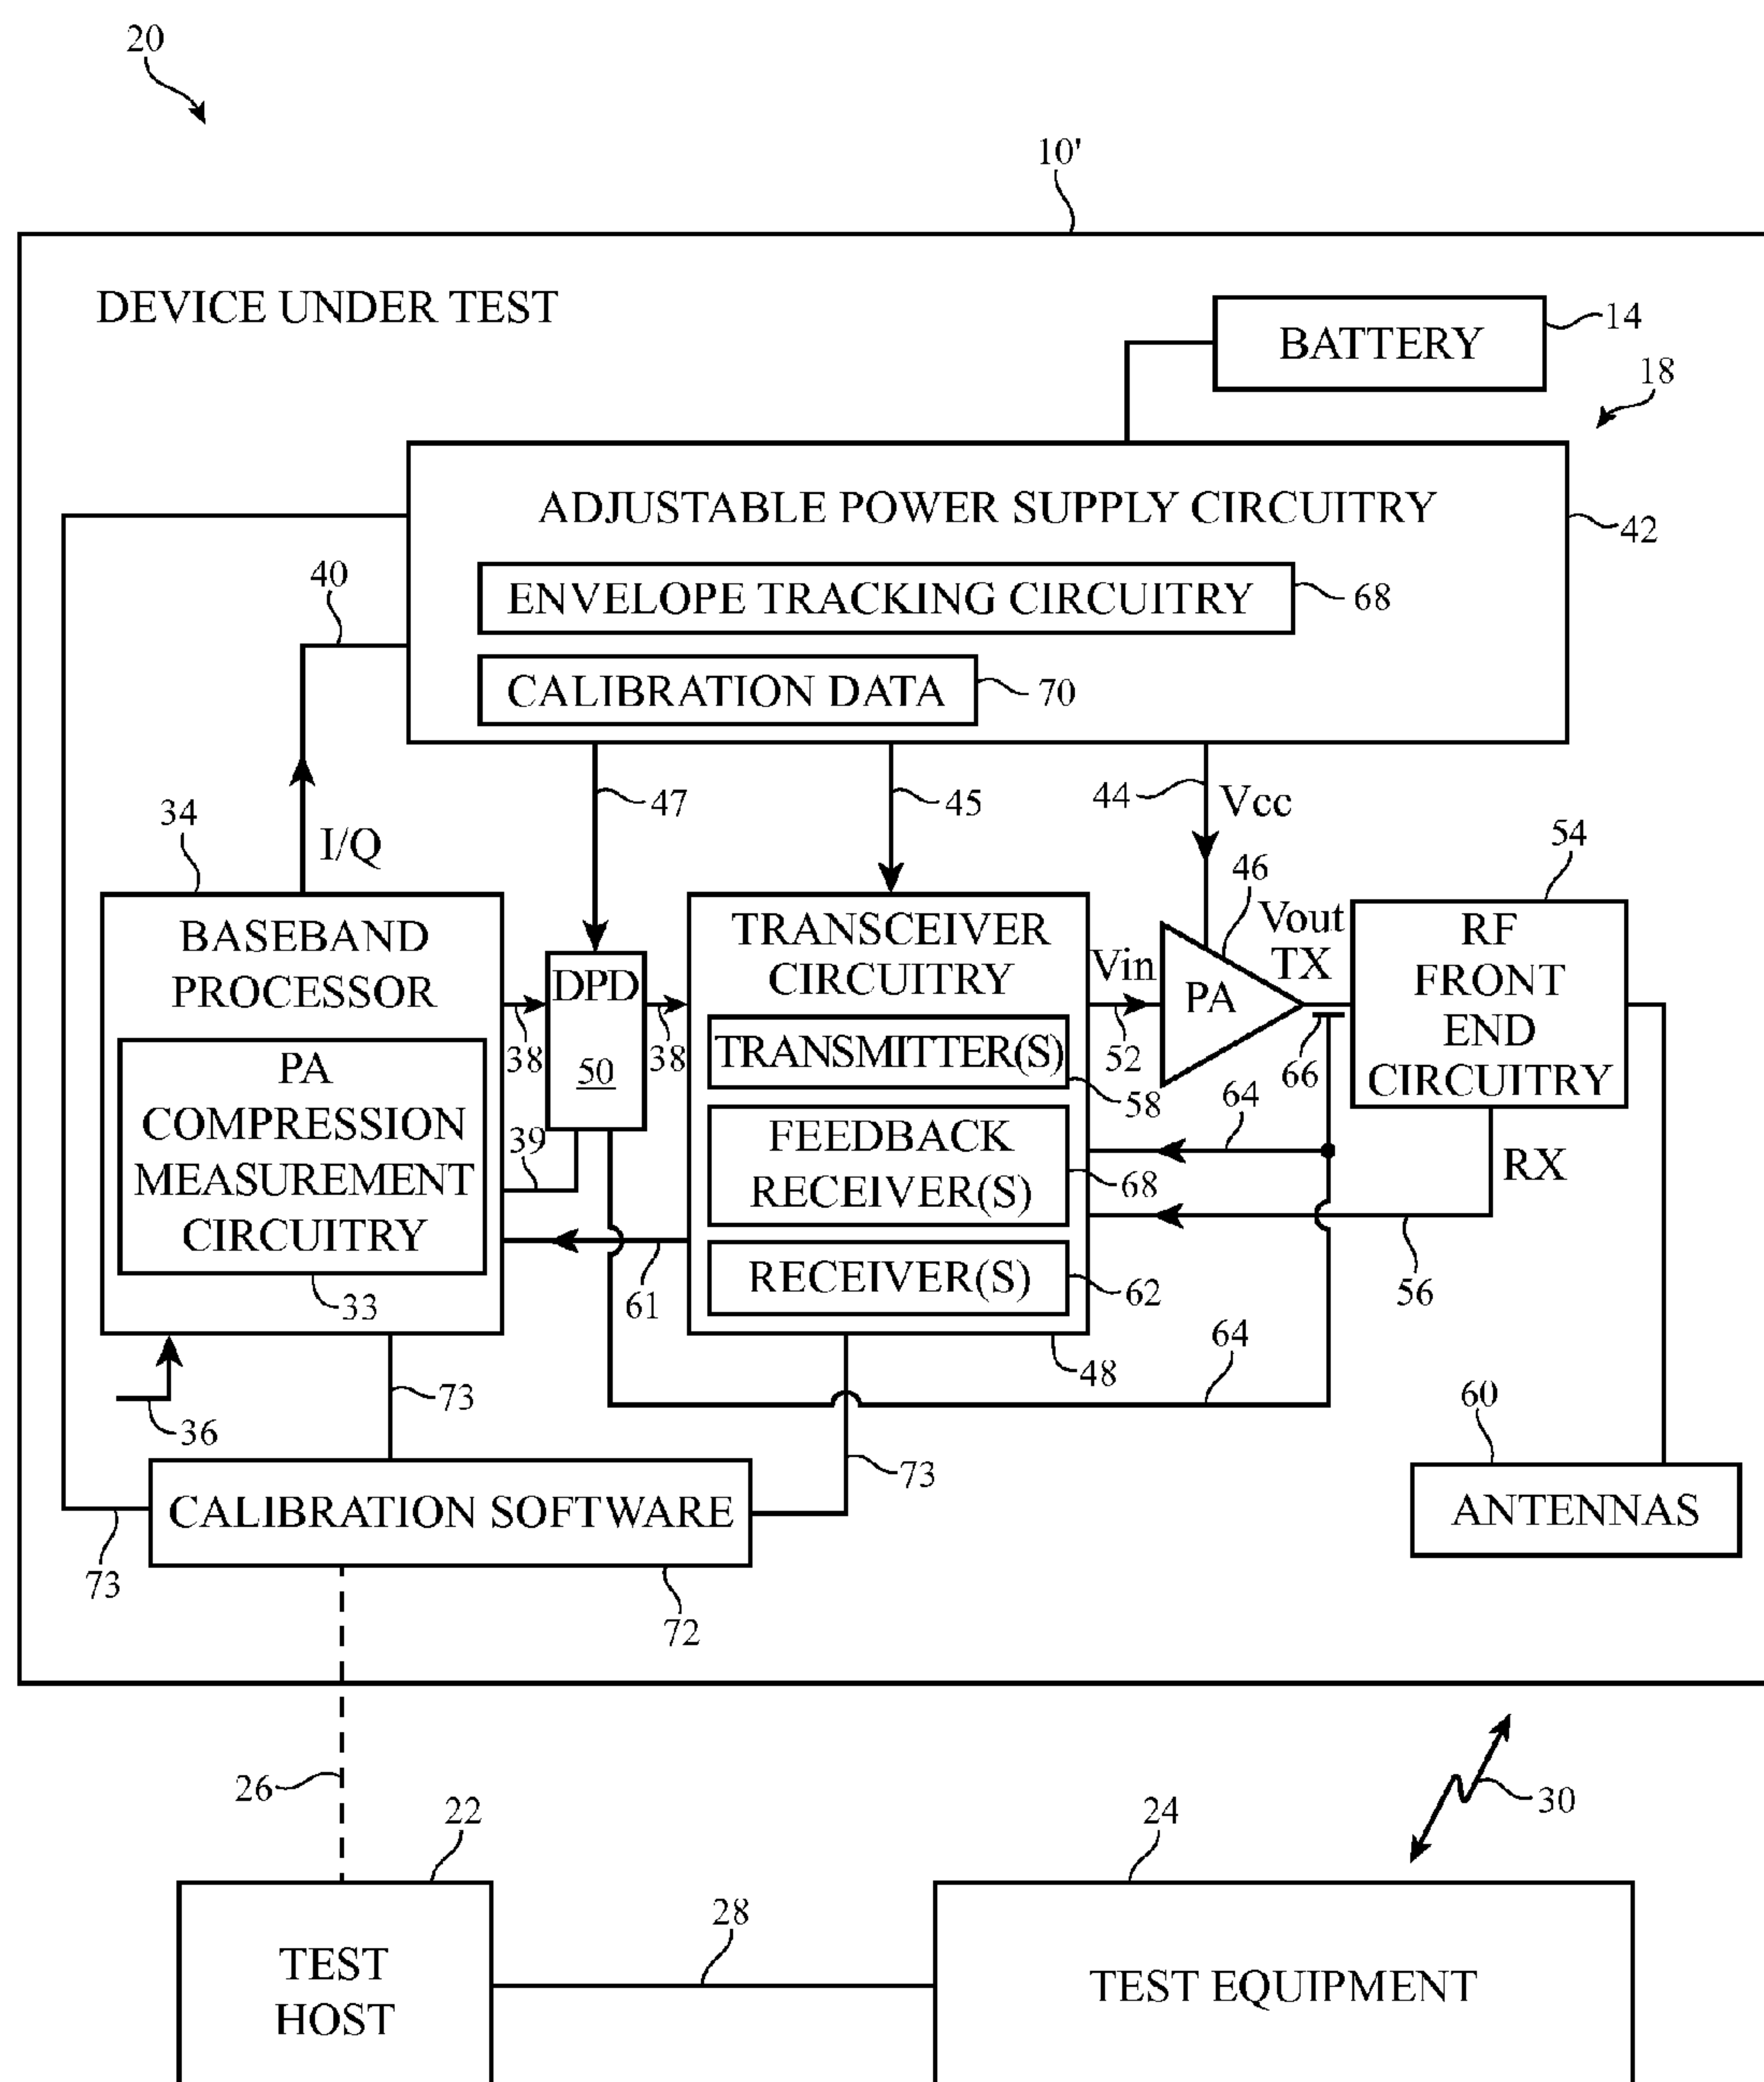 20
10'
DEVICE UNDER TEST
BATTERY
14
18
ADJUSTABLE POWER SUPPLY CIRCUITRY
42
ENVELOPE TRACKING CIRCUITRY
68
40
CALIBRATION DATA
70
47
45
44
Vcc
34
I/Q
46
54
BASEBAND
PROCESSOR
DPD
50
38
38
TRANSCEIVER
CIRCUITRY
Vin
52
PA
Vout
TX
66
RF
FRONT
END
CIRCUITRY
TRANSMITTER(S)
58
PA
COMPRESSION
MEASUREMENT
CIRCUITRY
33
39
FEEDBACK
RECEIVER(S)
68
64
RX
61
RECEIVER(S)
62
56
48
64
36
73
60
73
CALIBRATION SOFTWARE
ANTENNAS
73
72
26
30
22
24
TEST
HOST
28
TEST EQUIPMENT